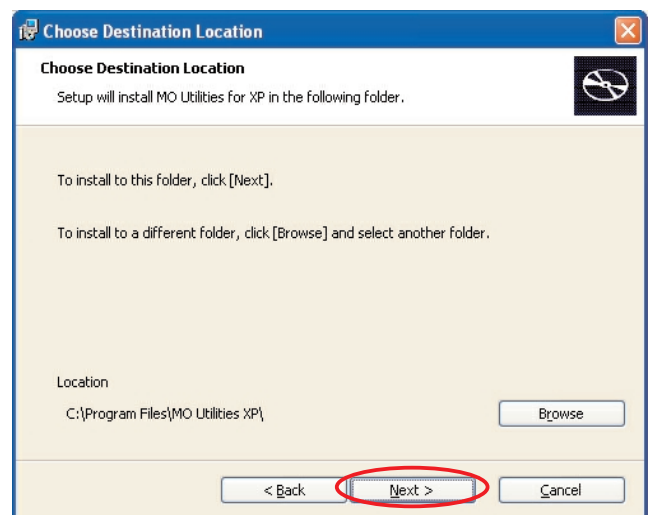 Choose Destination Location
Choose Destination Location
Setup will install MO Utilities for XP in the following folder.
To install to this folder, click [Next].
To install to a different folder, click [Browse] and select another folder.
Location
C:\Program Files\MO Utilities XP\
Browse
< Back
Next >
Cancel